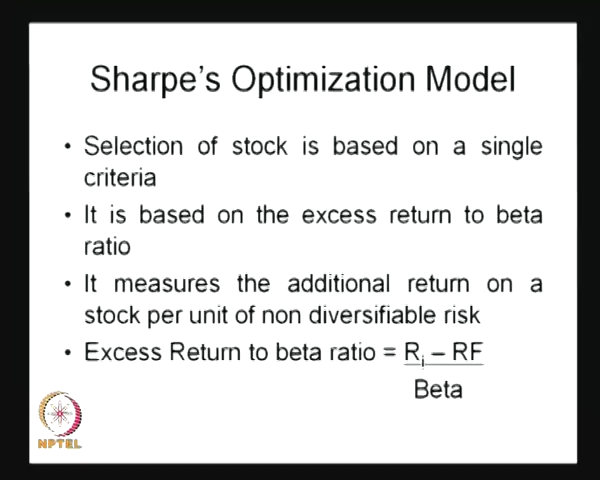 Sharpe's Optimization Model
• Selection of stock is based on a single
criteria
• It is based on the excess return to beta
ratio
• It measures the additional return on a
stock per unit of non diversifiable risk
• Excess Return to beta ratio = Ri – RF
Beta
NPTEL